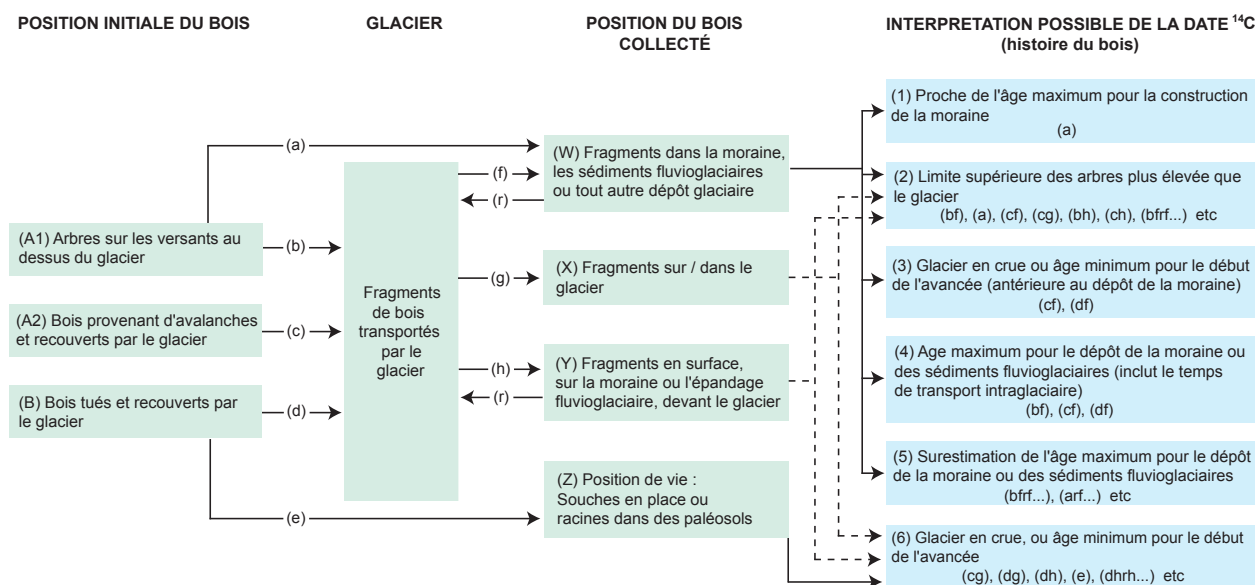 POSITION INITIALE DU BOIS
GLACIER
POSITION DU BOIS
COLLECTÉ
INTERPRETATION POSSIBLE DE LA DATE 14C
(histoire du bois)
(A1) Arbres sur les versants au
dessus du glacier
(A2) Bois provenant d'avalanches
et recouverts par le glacier
(B) Bois tués et recouverts par
le glacier
(a)
(b)
(c)
(d)
(e)
Fragments
de bois
transportés
par le
glacier
(f)
(r)
(g)
(h)
(r)
(W) Fragments dans la moraine,
les sédiments fluvioglaciaires
ou tout autre dépôt glaciaire
(X) Fragments sur / dans le
glacier
(Y) Fragments en surface,
sur la moraine ou l'épandage
fluvioglaciaire, devant le glacier
(Z) Position de vie :
Souches en place ou
racines dans des paléosols
(1) Proche de l'âge maximum pour la construction
de la moraine
(a)
(2) Limite supérieure des arbres plus élevée que
le glacier
(bf), (a), (cf), (cg), (bh), (ch), (bfrf...) etc
(3) Glacier en crue ou âge minimum pour le début
de l'avancée (antérieure au dépôt de la moraine)
(cf), (df)
(4) Age maximum pour le dépôt de la moraine ou
des sédiments fluvioglaciaires (inclut le temps
de transport intraglaciaire)
(bf), (cf), (df)
(5) Surestimation de l'âge maximum pour le dépôt
de la moraine ou des sédiments fluvioglaciaires
(bfrf...), (arf...) etc
(6) Glacier en crue, ou âge minimum pour le début
de l'avancée
(cg), (dg), (dh), (e), (dhrh...) etc